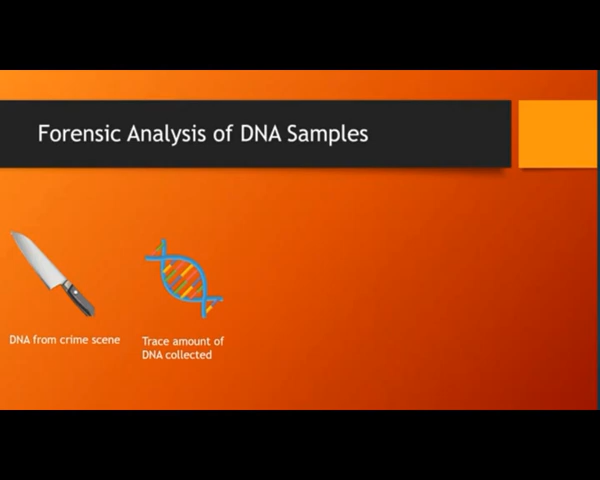 Forensic Analysis of DNA Samples
DNA from crime scene
Trace amount of
DNA collected